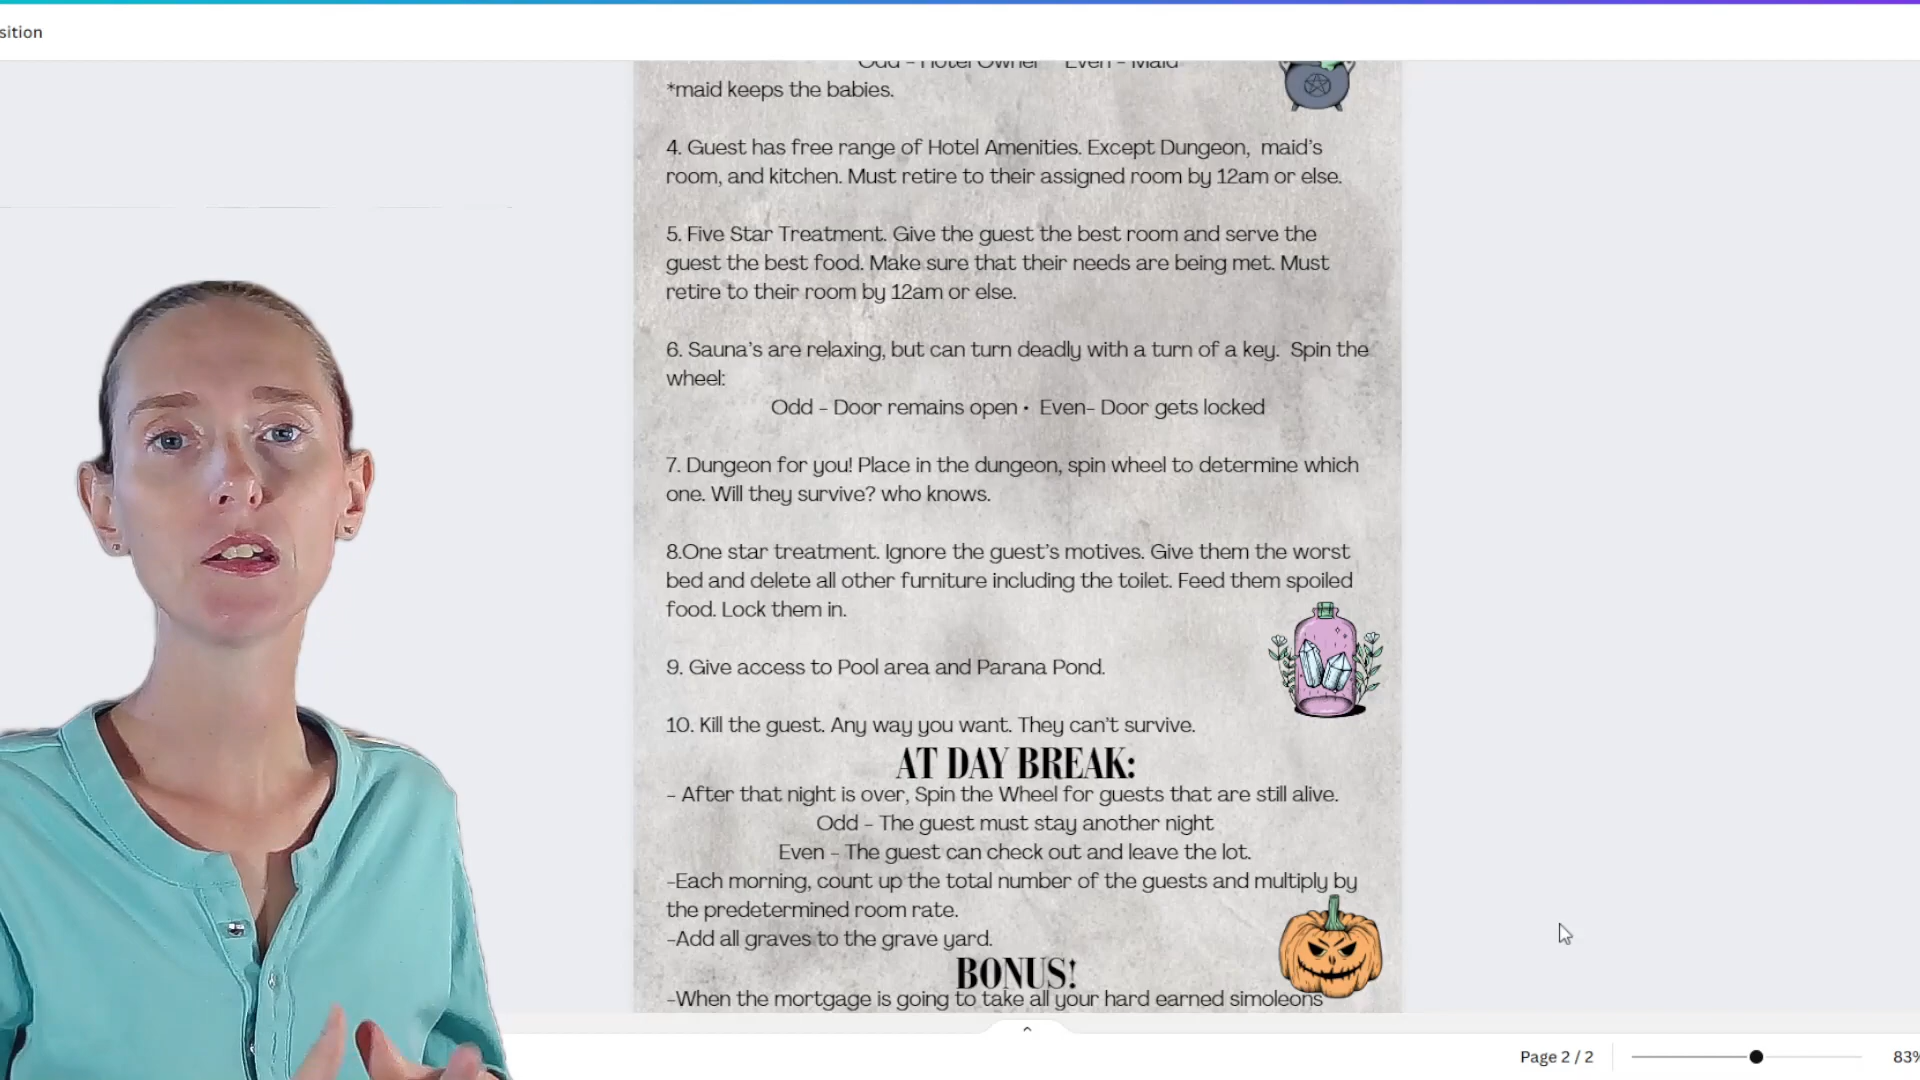 sition
Odd - Hotel Owner Even - Maid
*maid keeps the babies.
4. Guest has free range of Hotel Amenities. Except Dungeon, maid's
room, and kitchen. Must retire to their assigned room by 12am or else.
5. Five Star Treatment. Give the guest the best room and serve the
guest the best food. Make sure that their needs are being met. Must
retire to their room by 12am or else.
6. Sauna's are relaxing, but can turn deadly with a turn of a key. Spin the
wheel:
Odd - Door remains open • Even- Door gets locked
7. Dungeon for you! Place in the dungeon, spin wheel to determine which
one. Will they survive? who knows.
8.One star treatment. Ignore the guest's motives. Give them the worst
bed and delete all other furniture including the toilet. Feed them spoiled
food. Lock them in.
9. Give access to Pool area and Parana Pond.
10. Kill the guest. Any way you want. They can't survive.
AT DAY BREAK:
- After that night is over, Spin the Wheel for guests that are still alive.
Odd - The guest must stay another night
Even - The guest can check out and leave the lot.
-Each morning, count up the total number of the guests and multiply by
the predetermined room rate.
-Add all graves to the grave yard.
BONUS!
-When the mortgage is going to take all your hard earned simoleons
Page 2 / 2
83%